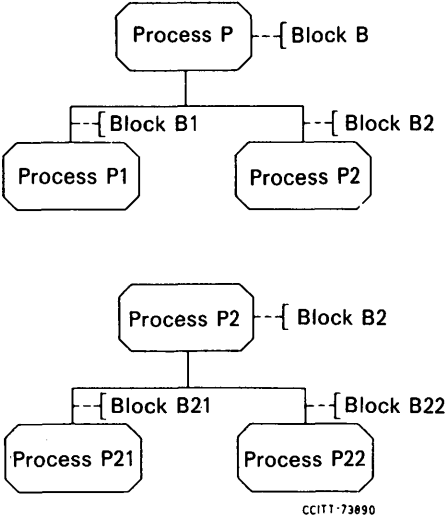 Process P
Block B
Block B1
Block B2
Process P1
Process P2
Process P2
Block B2
Block B21
Block B22
Process P21
Process P22
CCITT-73890